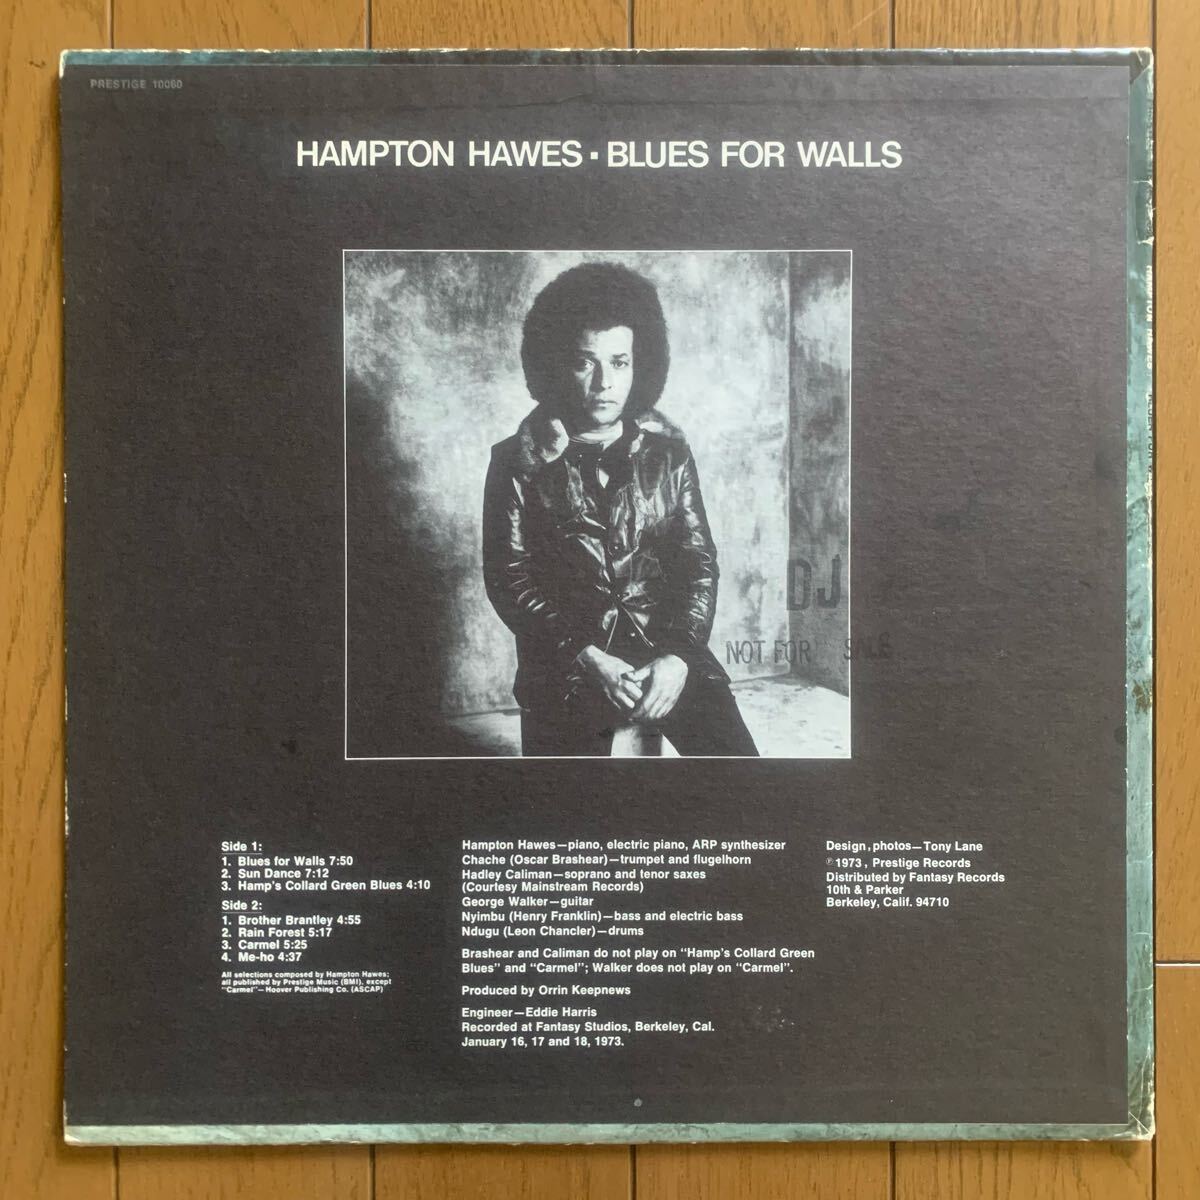 PRESTIGE 10060
HAMPTON HAWES ▪ BLUES FOR WALLS
DJ
NOT FOR SALE
Side 1:
1. Blues for Walls 7:50
2. Sun Dance 7:12
3. Hamp's Collard Green Blues 4:10
Side 2:
1. Brother Brantley 4:55
2. Rain Forest 5:17
3. Carmel 5:25
4. Me-ho 4:37
All selections composed by Hampton Hawes;
all published by Prestige Music (BMI), except
"Carmel"—Hoover Publishing Co. (ASCAP)
Hampton Hawes—piano, electric piano, ARP synthesizer
Chache (Oscar Brashear)—trumpet and flugelhorn
Hadley Caliman—soprano and tenor saxes
(Courtesy Mainstream Records)
George Walker—guitar
Nyimbu (Henry Franklin)—bass and electric bass
Ndugu (Leon Chancler)—drums
Brashear and Caliman do not play on "Hamp's Collard Green
Blues" and "Carmel"; Walker does not play on "Carmel".
Produced by Orrin Keepnews
Engineer—Eddie Harris
Recorded at Fantasy Studios, Berkeley, Cal.
January 16, 17 and 18, 1973.
Design, photos—Tony Lane
℗1973, Prestige Records
Distributed by Fantasy Records
10th & Parker
Berkeley, Calif. 94710